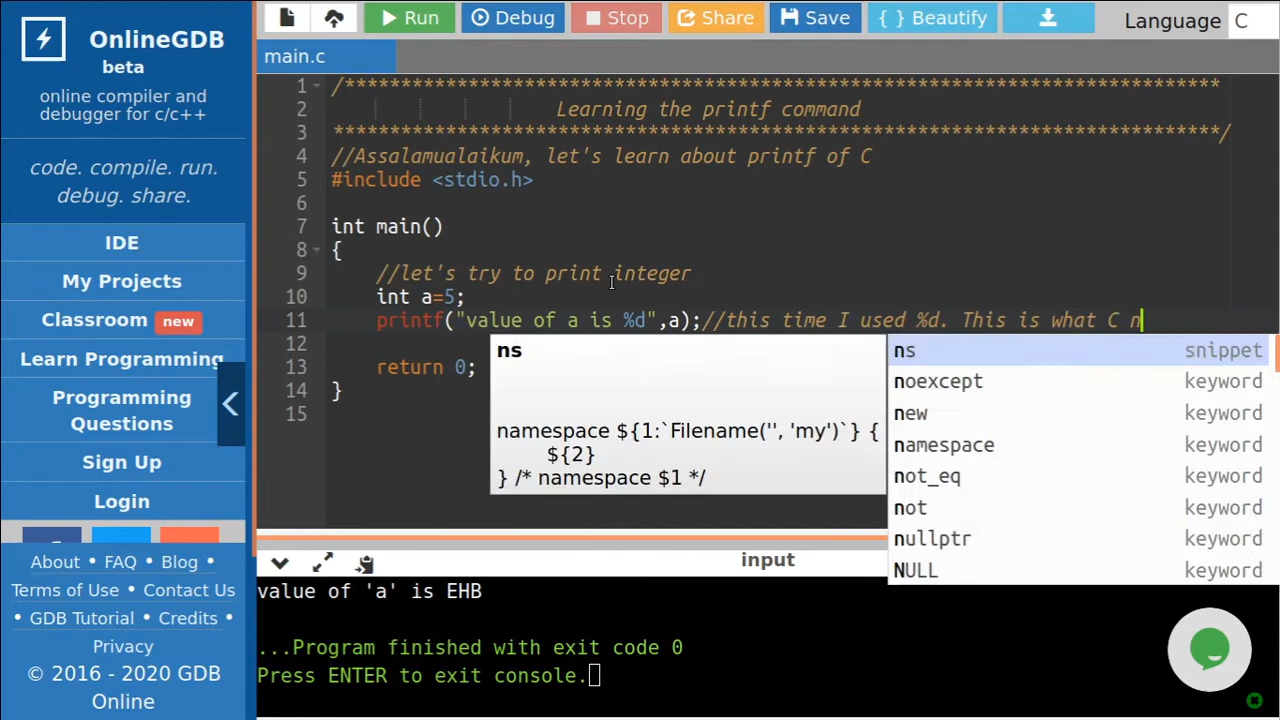 OnlineGDB
beta
online compiler and
debugger for c/c++
code. compile. run.
debug. share.
IDE
My Projects
Classroom new
Learn Programming
Programming
Questions
Sign Up
Login
About • FAQ • Blog •
Terms of Use • Contact Us
• GDB Tutorial • Credits •
Privacy
© 2016 - 2020 GDB
Online
Run Debug Stop Share Save { } Beautify Language C
main.c
1 /******************************************************************************
2 Learning the printf command
3 *******************************************************************************/
4 //Assalamualaikum, let's learn about printf of C
5 #include <stdio.h>
6
7 int main()
8 {
9 //let's try to print integer
10 int a=5;
11 printf("value of a is %d",a);//this time I used %d. This is what C n
12
13 return 0;
14 }
15
ns
namespace ${1:`Filename('', 'my')`} {
${2}
} /* namespace $1 */
ns snippet
noexcept keyword
new keyword
namespace keyword
not_eq keyword
not keyword
nullptr keyword
NULL keyword
input
value of 'a' is EHB
...Program finished with exit code 0
Press ENTER to exit console.